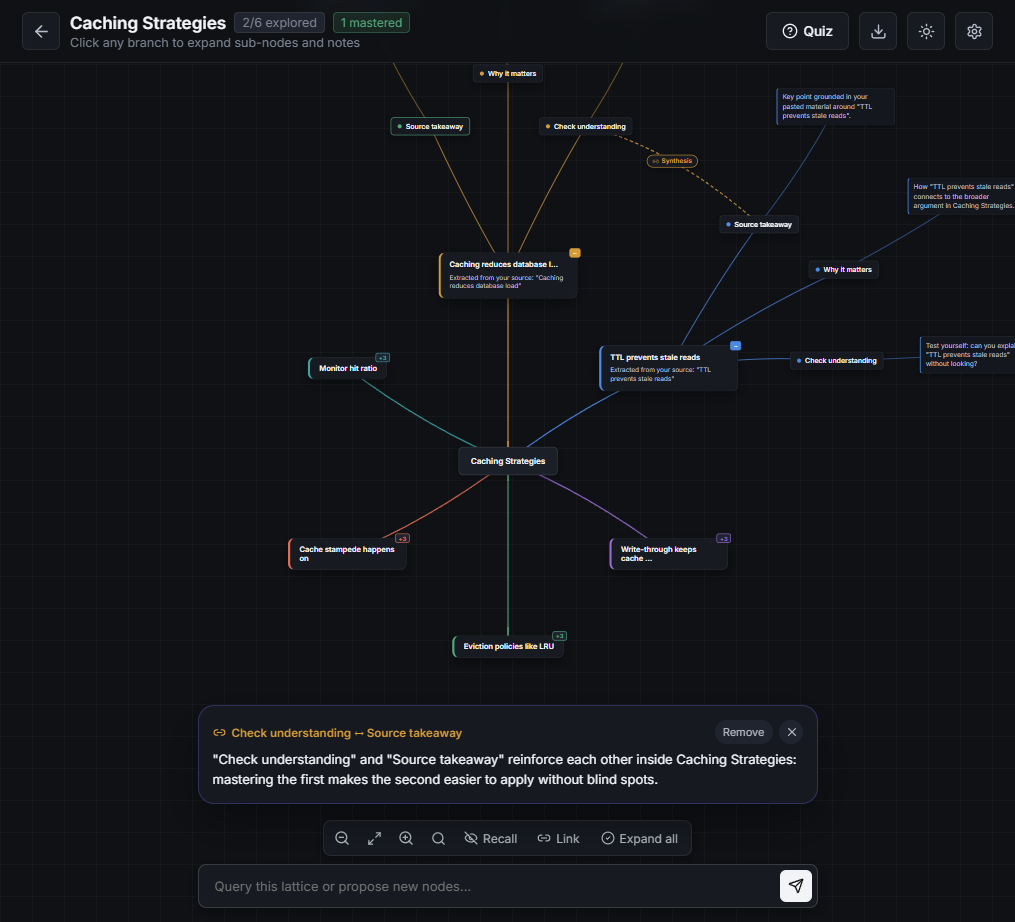 Caching Strategies
2/6 explored
1 mastered
Click any branch to expand sub-nodes and notes
Quiz
Why it matters
Source takeaway
Check understanding
Synthesis
Key point grounded in your
pasted material around "TTL
prevents stale reads".
How "TTL prevents stale reads"
connects to the broader
argument in Caching Strategies.
Source takeaway
Why it matters
Caching reduces database l...
Extracted from your source: "Caching
reduces database load"
TTL prevents stale reads
Extracted from your source: "TTL
prevents stale reads"
Check understanding
Test yourself: can you expla
"TTL prevents stale reads"
without looking?
+3
Monitor hit ratio
Caching Strategies
+3
Cache stampede happens
on
+3
Write-through keeps
cache ...
+3
Eviction policies like LRU
Check understanding ↔ Source takeaway
Remove
"Check understanding" and "Source takeaway" reinforce each other inside Caching Strategies:
mastering the first makes the second easier to apply without blind spots.
Recall
Link
Expand all
Query this lattice or propose new nodes...